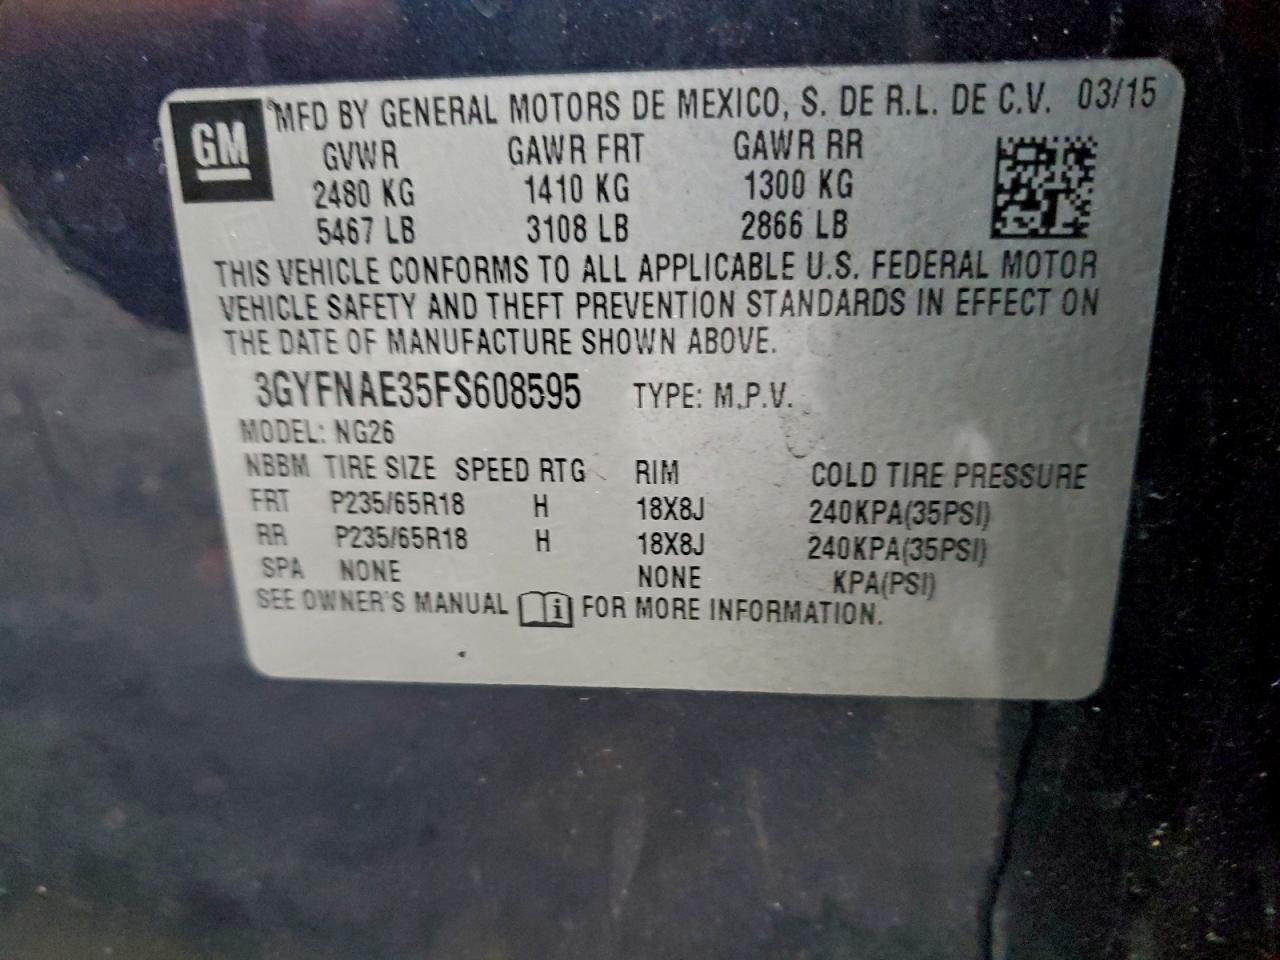 GM
MFD BY GENERAL MOTORS DE MEXICO, S. DE R.L. DE C.V. 03/15
GVWR GAWR FRT GAWR RR
2480 KG 1410 KG 1300 KG
5467 LB 3108 LB 2866 LB
THIS VEHICLE CONFORMS TO ALL APPLICABLE U.S. FEDERAL MOTOR
VEHICLE SAFETY AND THEFT PREVENTION STANDARDS IN EFFECT ON
THE DATE OF MANUFACTURE SHOWN ABOVE.
3GYFNAE35FS608595 TYPE: M.P.V.
MODEL: NG26
NBBM TIRE SIZE SPEED RTG RIM COLD TIRE PRESSURE
FRT P235/65R18 H 18X8J 240KPA(35PSI)
RR P235/65R18 H 18X8J 240KPA(35PSI)
SPA NONE NONE KPA(PSI)
SEE OWNER'S MANUAL i FOR MORE INFORMATION.